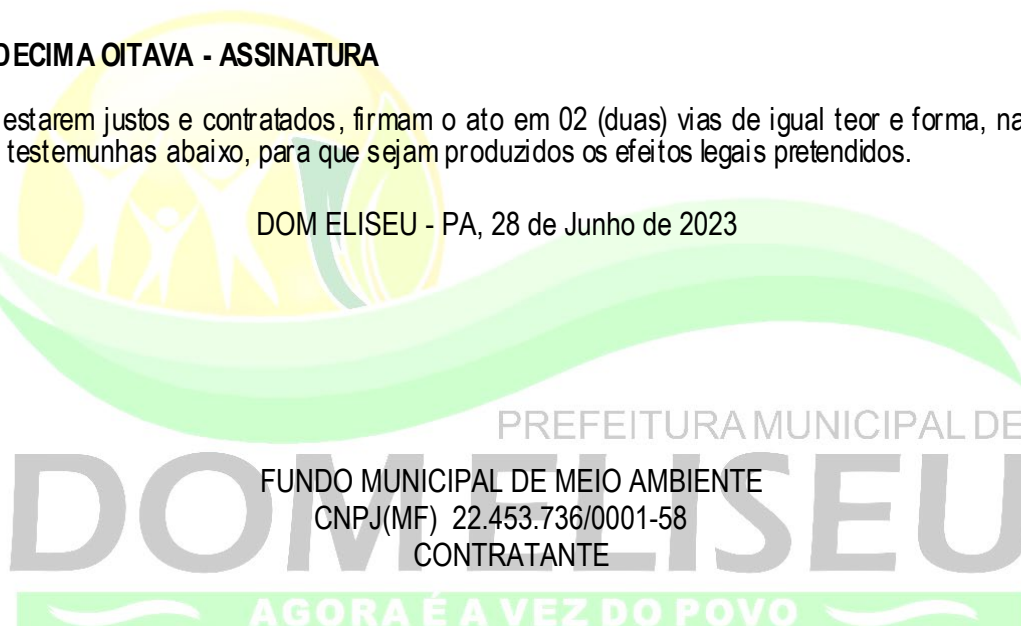 DECIMA OITAVA - ASSINATURA
estarem justos e contratados, firmam o ato em 02 (duas) vias de igual teor e forma, na
testemunhas abaixo, para que sejam produzidos os efeitos legais pretendidos.
DOM ELISEU - PA, 28 de Junho de 2023
PREFEITURA MUNICIPAL DE
DOM ELISEU
FUNDO MUNICIPAL DE MEIO AMBIENTE
CNPJ(MF) 22.453.736/0001-58
CONTRATANTE
AGORA É A VEZ DO POVO